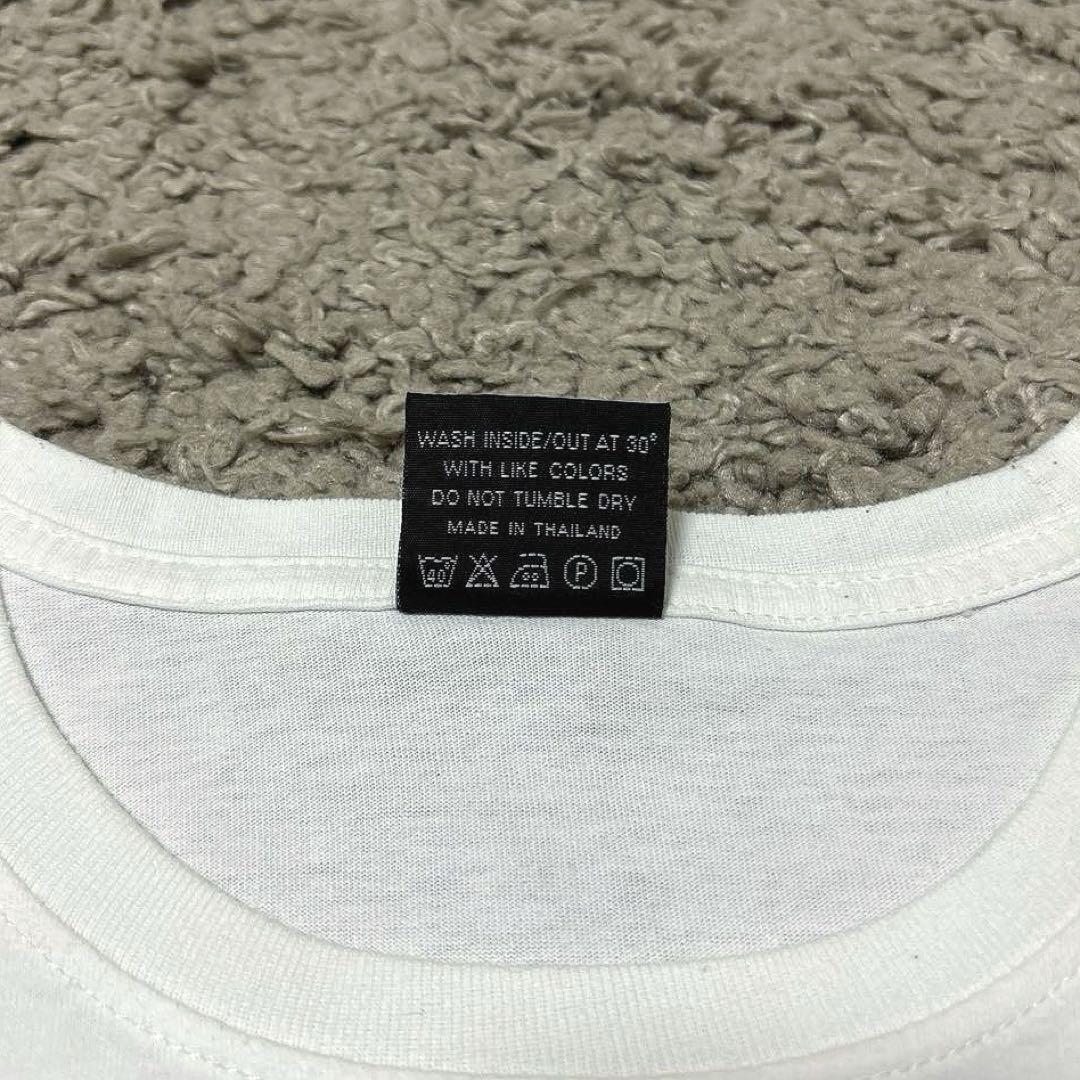 WASH INSIDE/OUT AT 30°
WITH LIKE COLORS
DO NOT TUMBLE DRY
MADE IN THAILAND
40° P